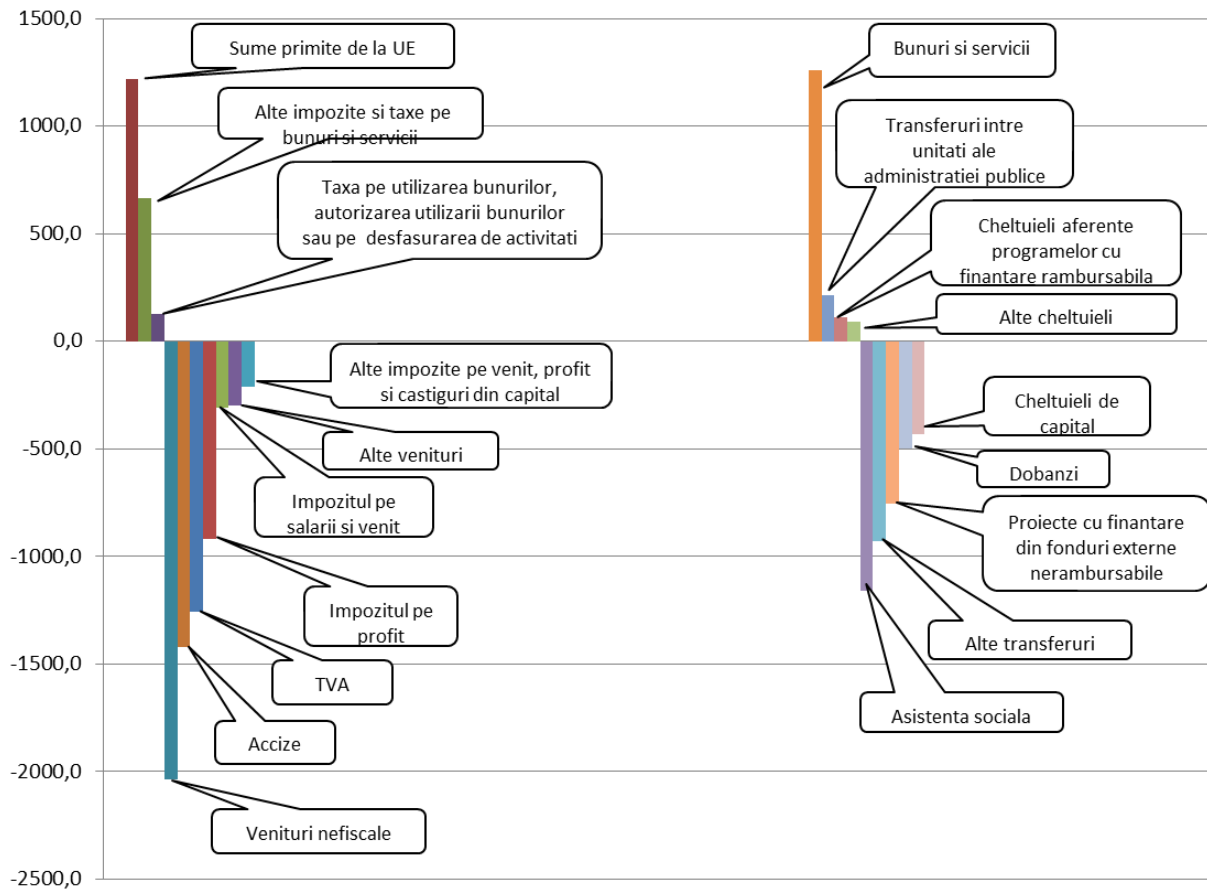 1500,0
1000,0
500,0
0,0
-500,0
-1000,0
-1500,0
-2000,0
-2500,0
Sume primite de la UE
Alte impozite si taxe pe
bunuri si servicii
Taxa pe utilizarea bunurilor,
autorizarea utilizarii bunurilor
sau pe desfasurarea de activitati
Alte impozite pe venit, profit
si castiguri din capital
Alte venituri
Impozitul pe
salarii si venit
Impozitul pe
profit
TVA
Accize
Venituri nefiscale
Bunuri si servicii
Transferuri intre
unitati ale
administratiei publice
Cheltuieli aferente
programelor cu
finantare rambursabila
Alte cheltuieli
Cheltuieli de
capital
Dobanzi
Proiecte cu finantare
din fonduri externe
nerambursabile
Alte transferuri
Asistenta sociala